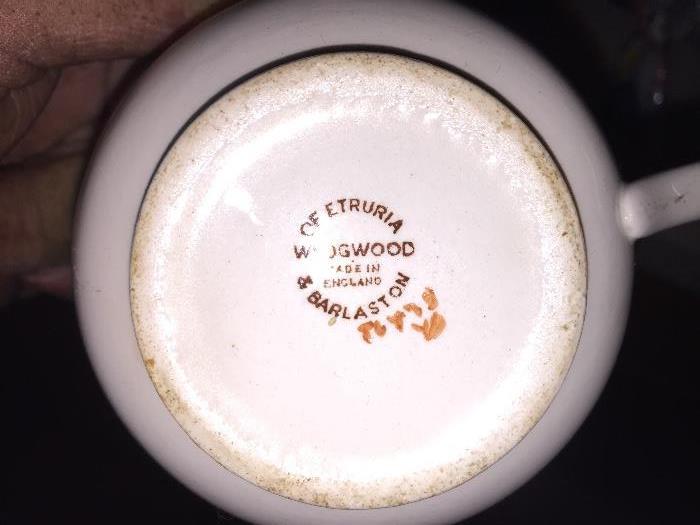 OF ETRURIA
WEDGWOOD
MADE IN
ENGLAND
& BARLASTON